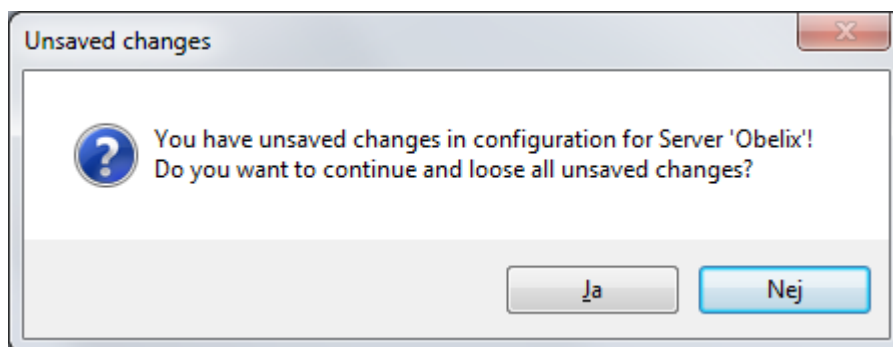 Unsaved changes
You have unsaved changes in configuration for Server 'Obelix'!
Do you want to continue and loose all unsaved changes?
Ja
Nej